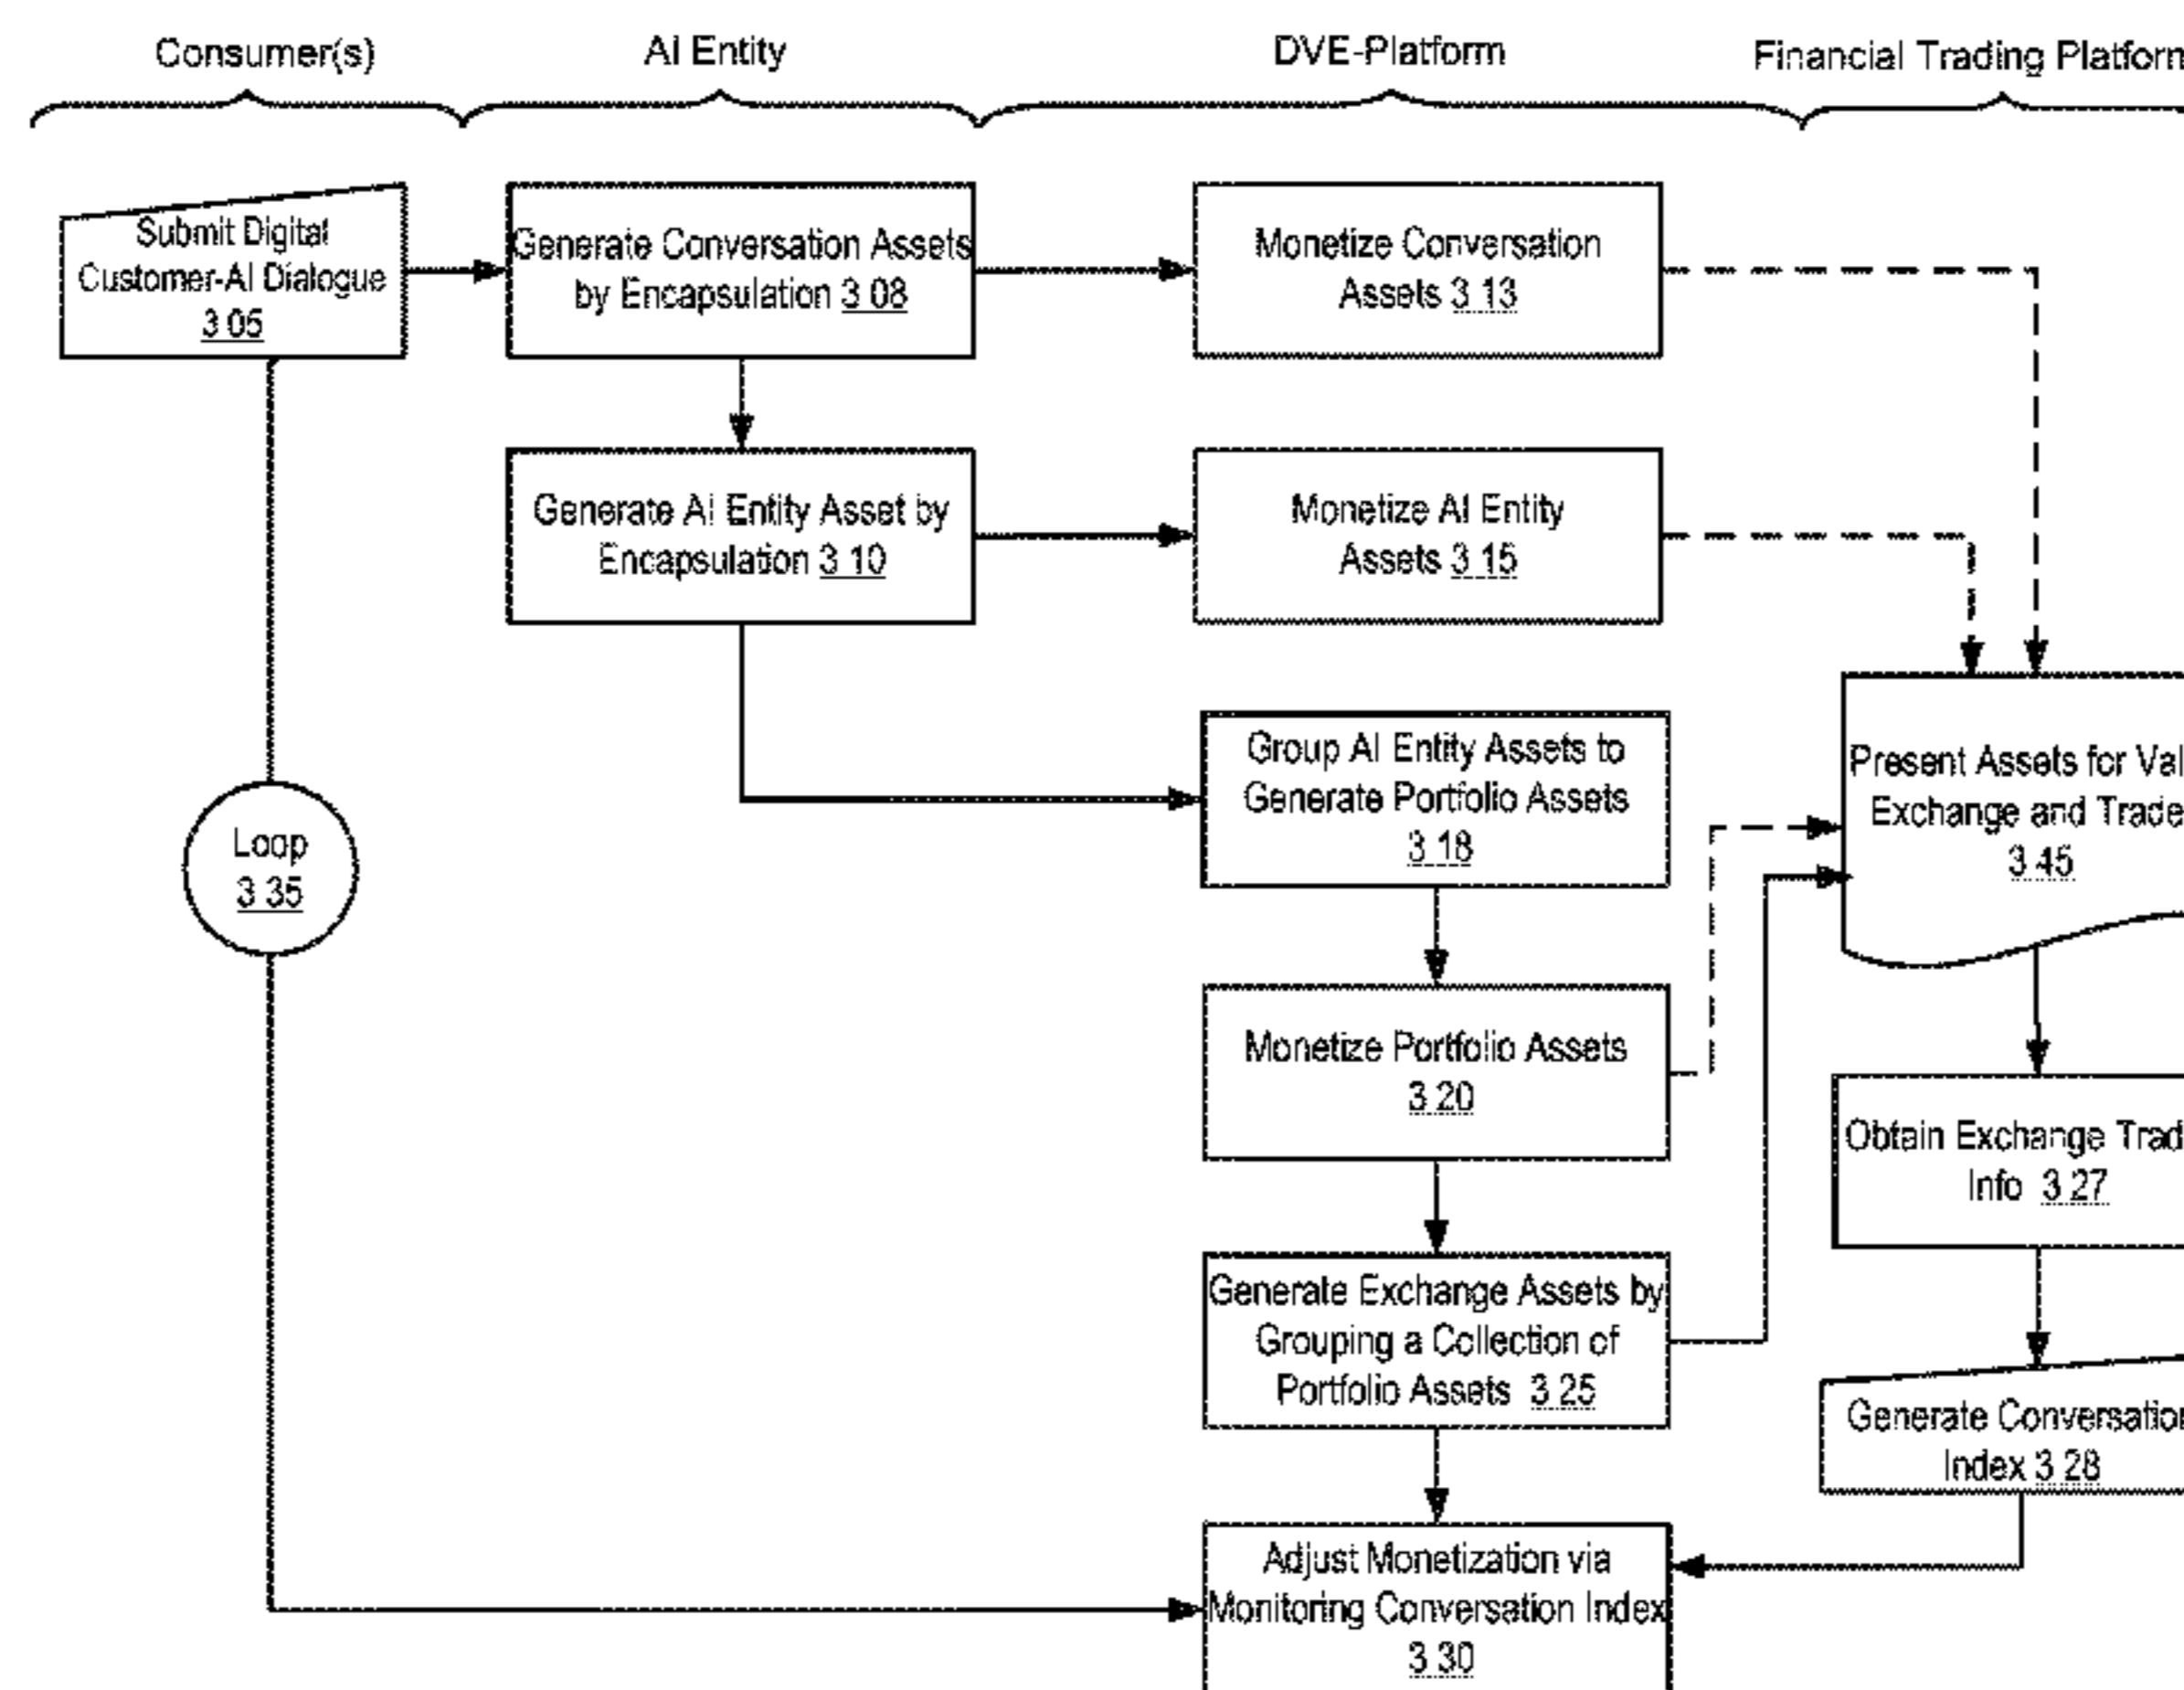 Consumer(s)
AI Entity
DVE-Platform
Financial Trading Platform
Submit Digital
Customer-AI Dialogue
3 05
Generate Conversation Assets
by Encapsulation 3 08
Monetize Conversation
Assets 3 13
Generate AI Entity Asset by
Encapsulation 3 10
Monetize AI Entity
Assets 3 15
Group AI Entity Assets to
Generate Portfolio Assets
3 18
Present Assets for Val
Exchange and Trade
3 45
Loop
3 35
Monetize Portfolio Assets
3 20
Obtain Exchange Trad
Info 3 27
Generate Exchange Assets by
Grouping a Collection of
Portfolio Assets 3 25
Generate Conversation
Index 3 28
Adjust Monetization via
Monitoring Conversation Index
3 30